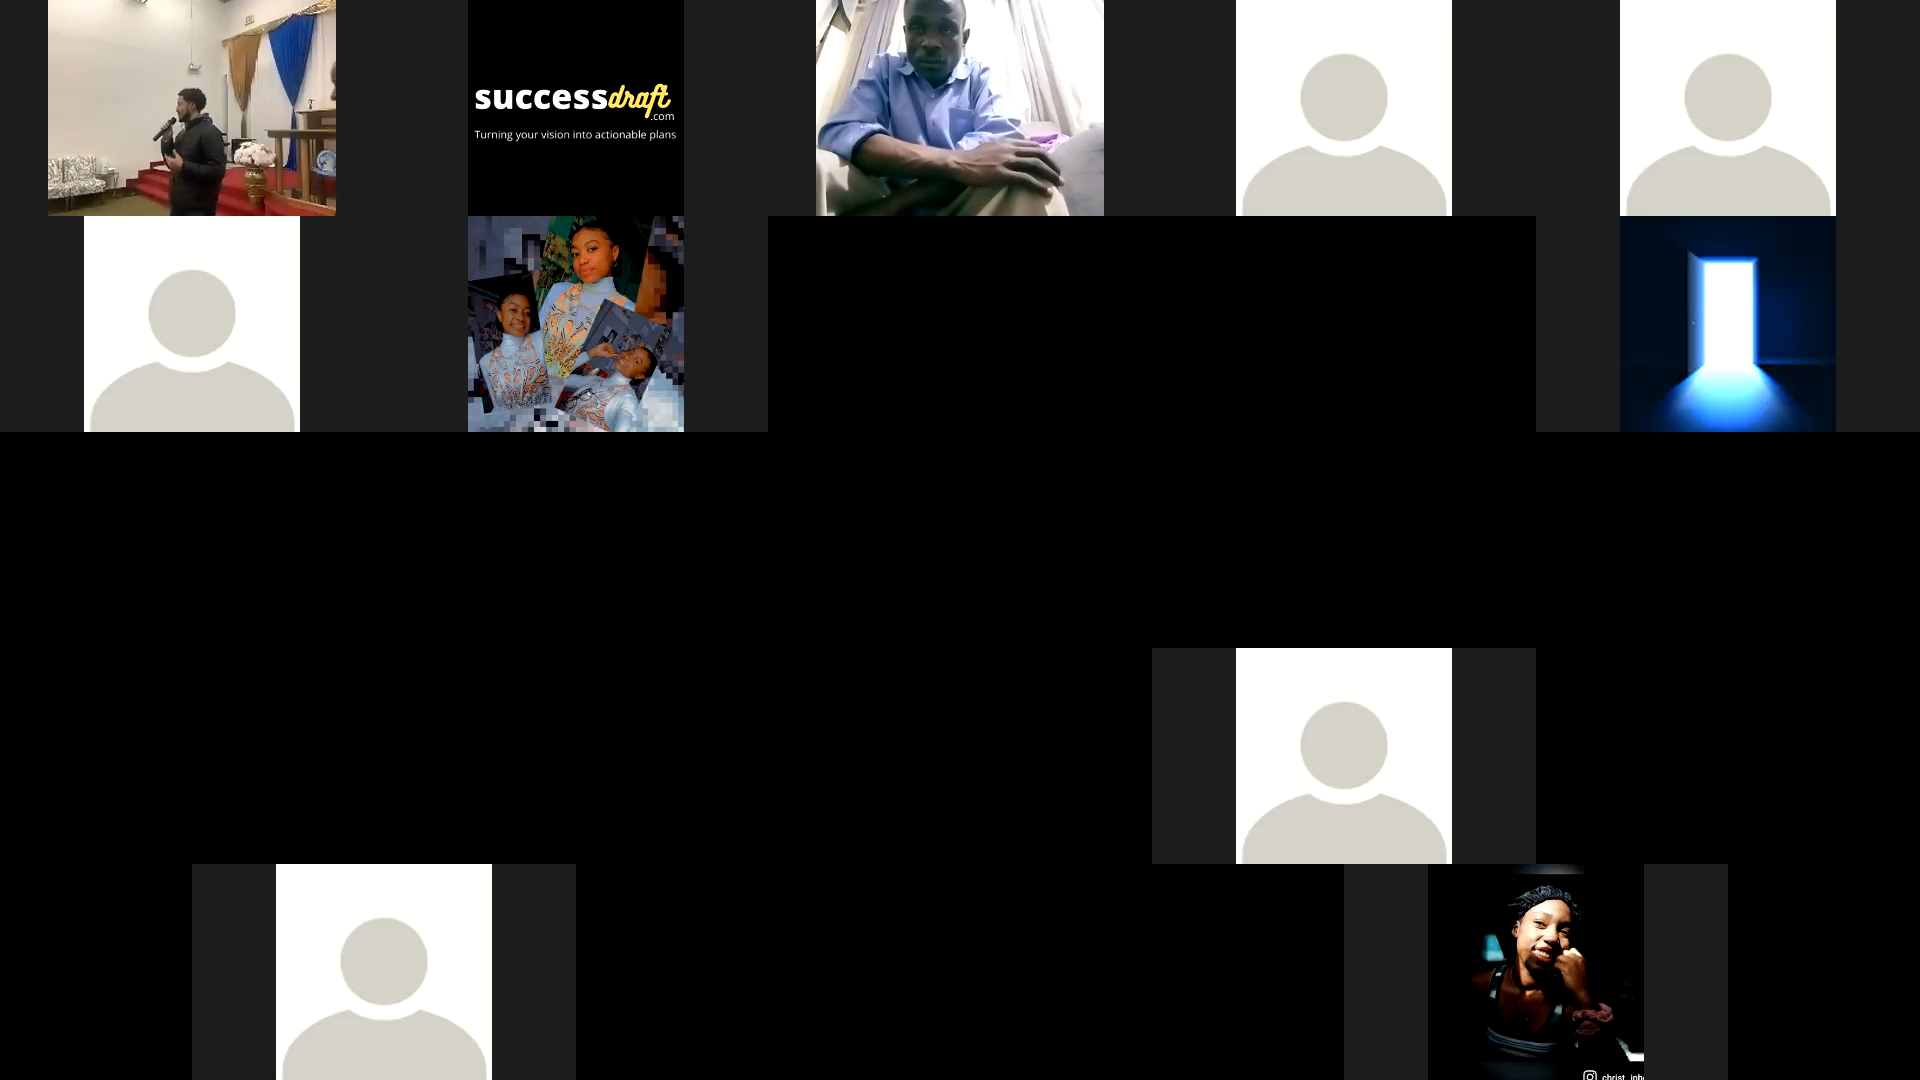 successdraft
.com
Turning your vision into actionable plans